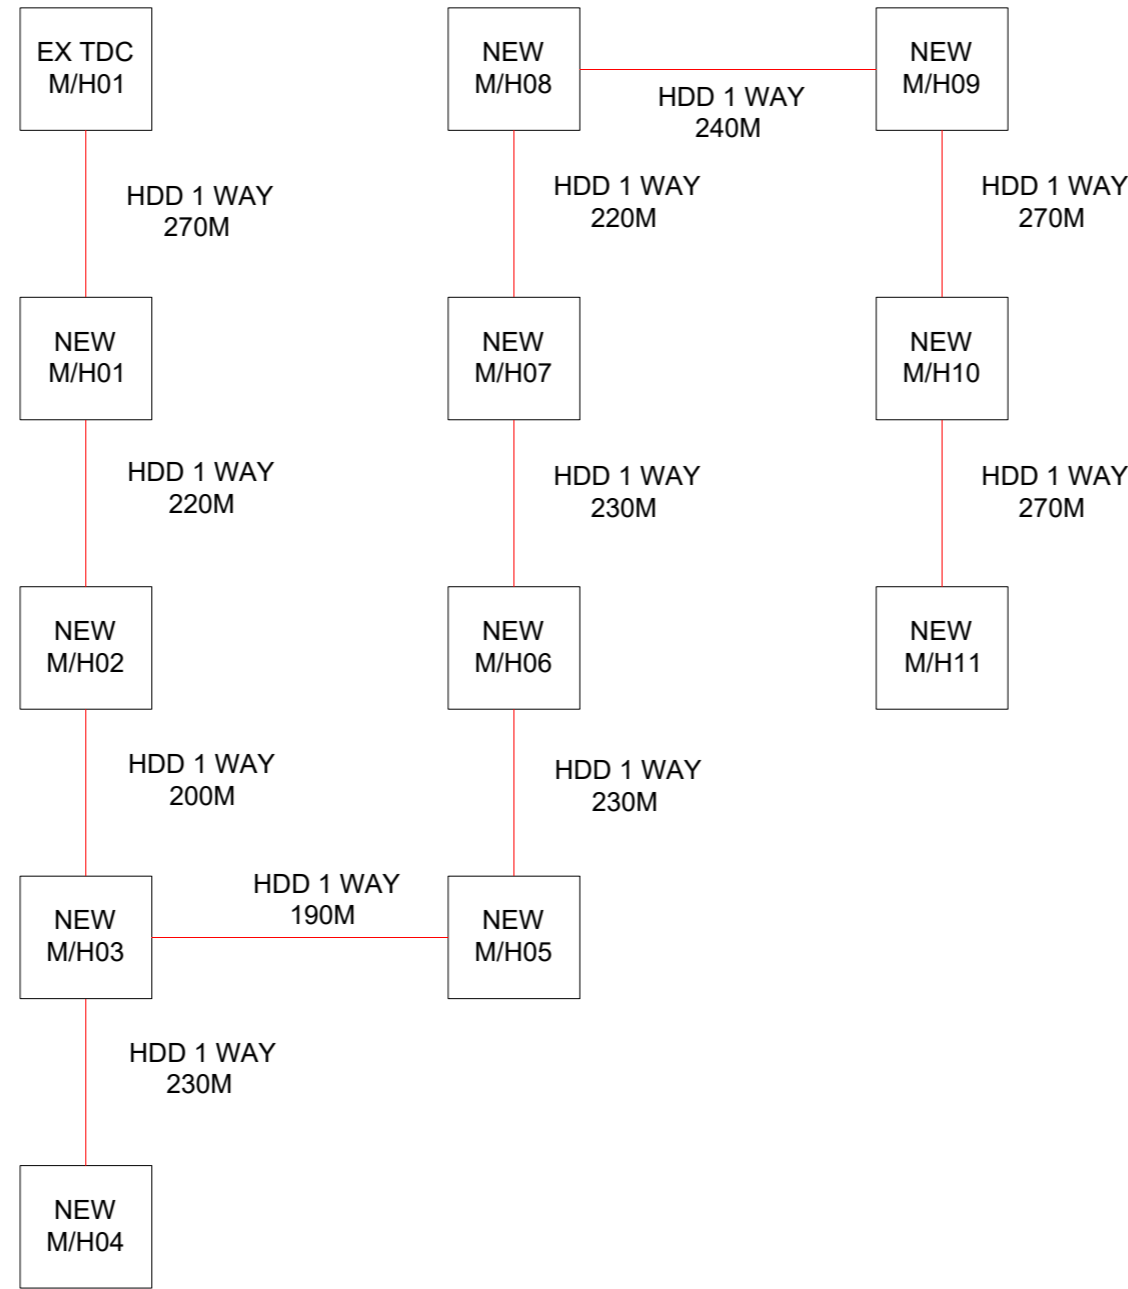 EX TDC
M/H01
HDD 1 WAY
270M
NEW
M/H01
HDD 1 WAY
220M
NEW
M/H02
HDD 1 WAY
200M
NEW
M/H03
HDD 1 WAY
230M
NEW
M/H04
HDD 1 WAY
190M
NEW
M/H05
HDD 1 WAY
230M
NEW
M/H06
HDD 1 WAY
230M
NEW
M/H07
HDD 1 WAY
220M
NEW
M/H08
HDD 1 WAY
240M
NEW
M/H09
HDD 1 WAY
270M
NEW
M/H10
HDD 1 WAY
270M
NEW
M/H11